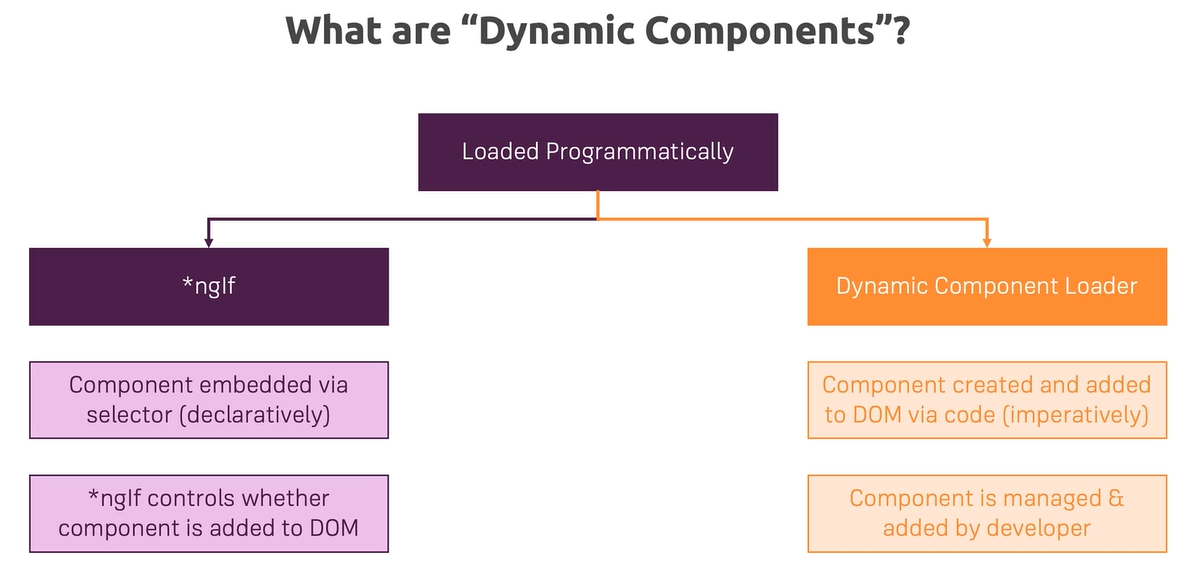 What are “Dynamic Components”?
Loaded Programmatically
*ngIf
Dynamic Component Loader
Component embedded via
selector (declaratively)
Component created and added
to DOM via code (imperatively)
*ngIf controls whether
component is added to DOM
Component is managed &
added by developer